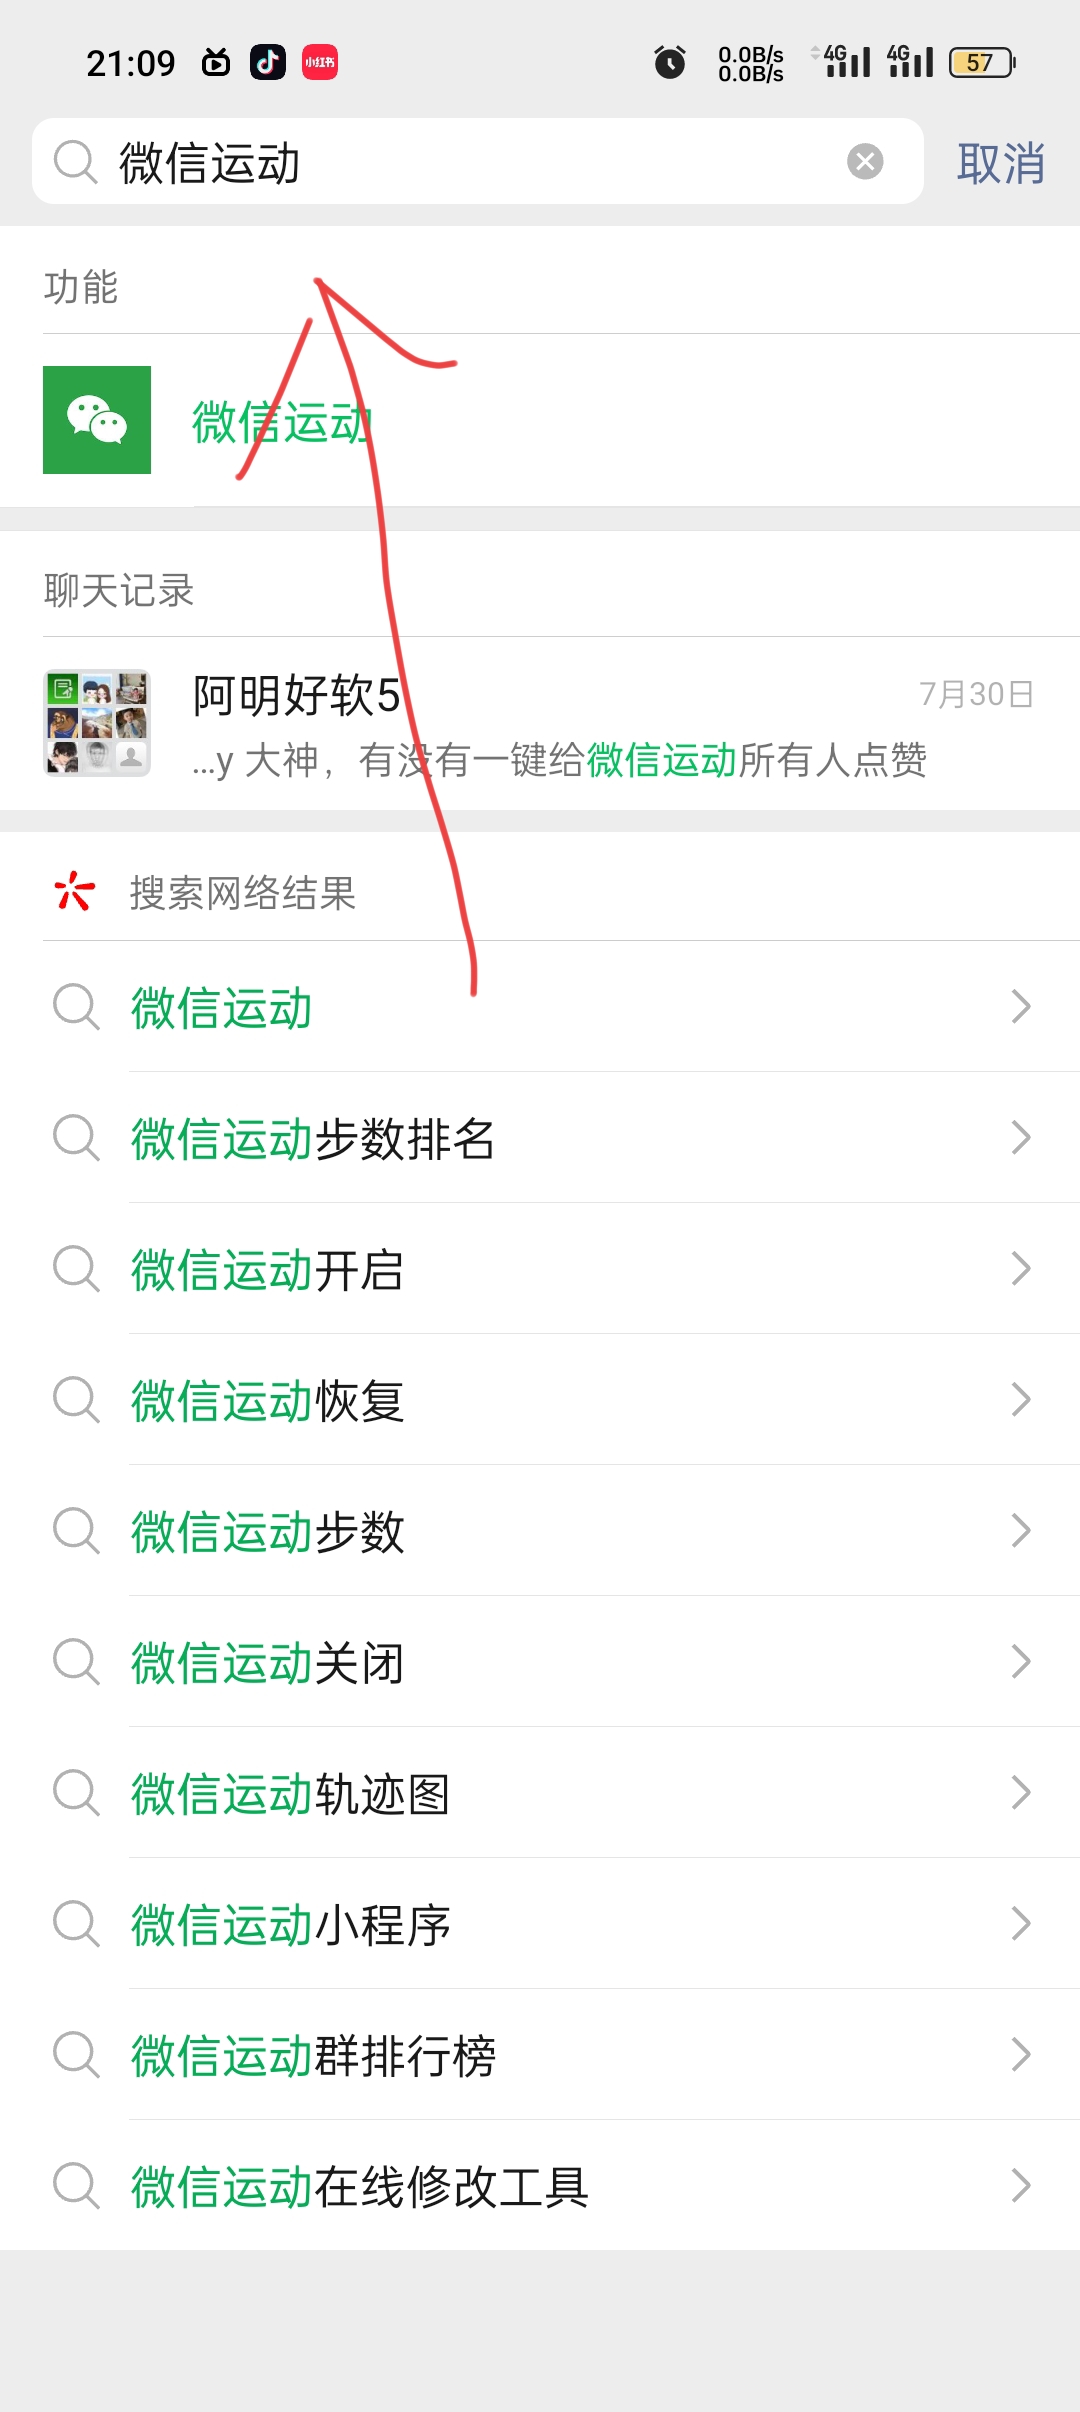 21:09 小红书 0.0B/s 0.0B/s 4G 4G 57
微信运动 取消
功能
微信运动
聊天记录
阿明好软5 7月30日
...y 大神，有没有一键给微信运动所有人点赞
搜索网络结果
微信运动
微信运动步数排名
微信运动开启
微信运动恢复
微信运动步数
微信运动关闭
微信运动轨迹图
微信运动小程序
微信运动群排行榜
微信运动在线修改工具